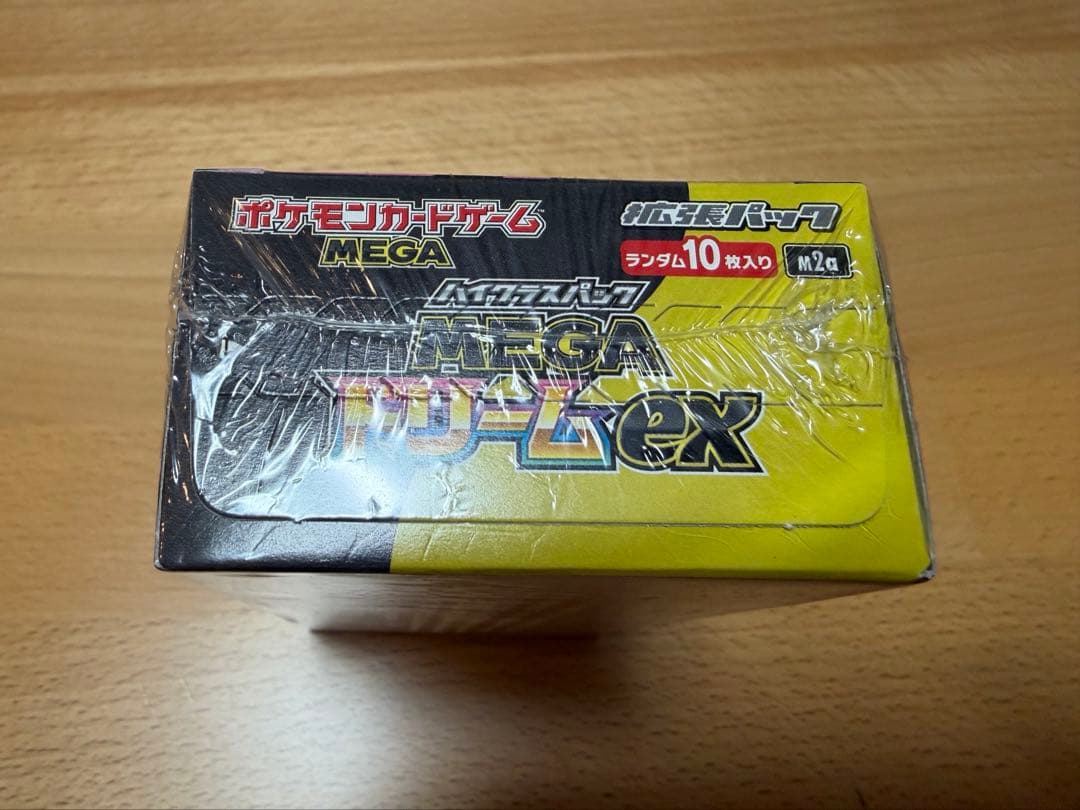 ポケモンカードゲーム
MEGA
拡張パック
ランダム10枚入り
M2a
ハイクラスパック
MEGA
ドリームex